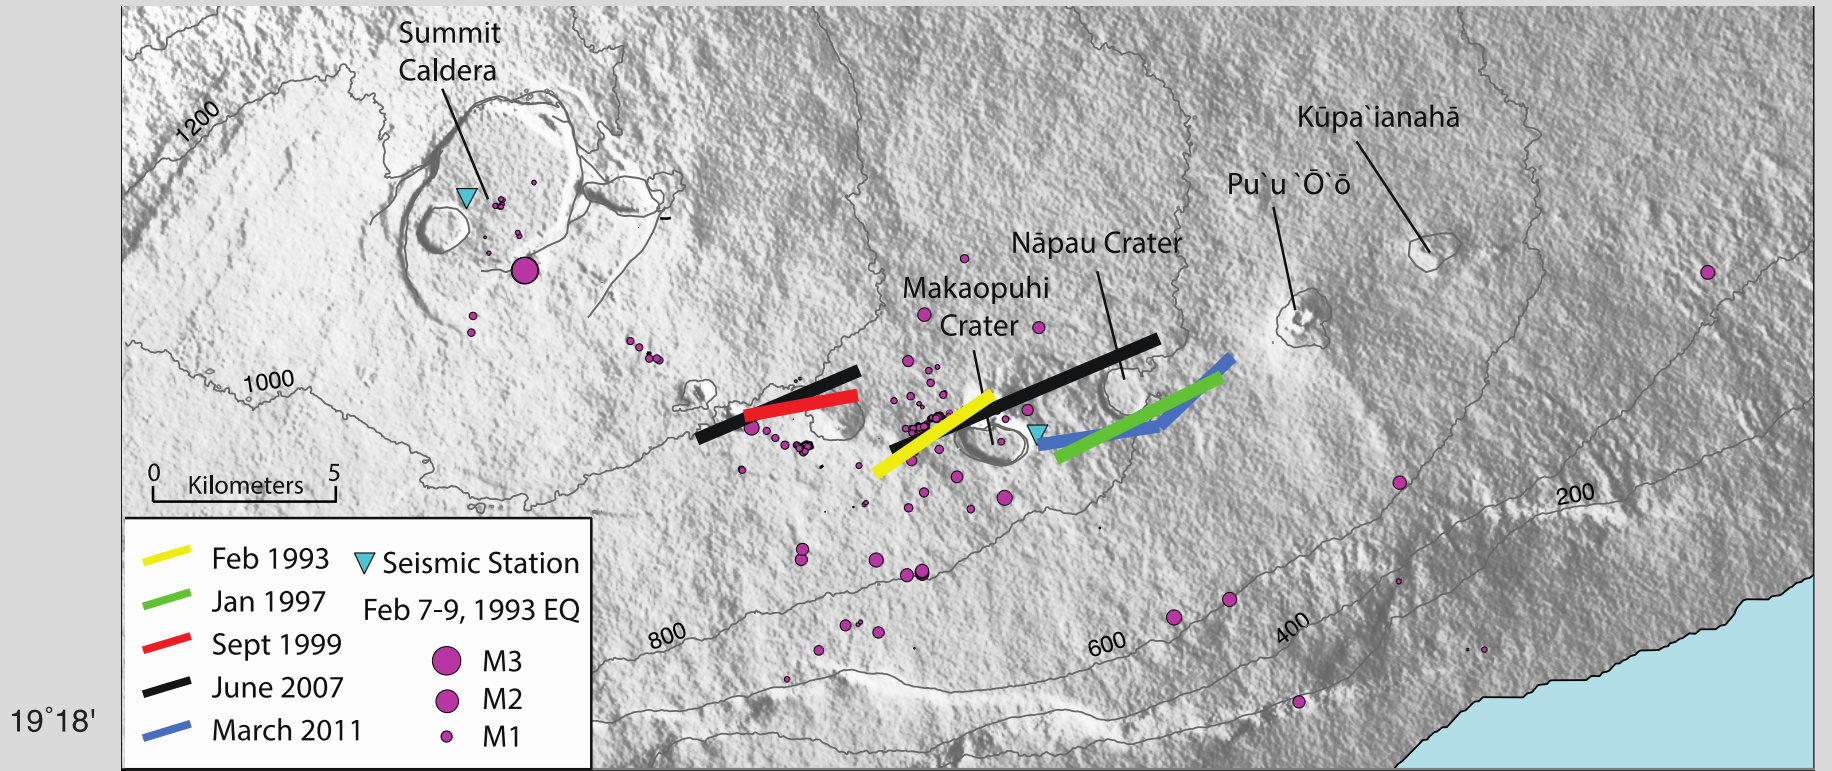 Summit
Caldera
1200
Kūpa`ianahā
Pu`u `Ō`ō
Nāpau Crater
Makaopuhi
Crater
1000
0 5
Kilometers
200
800
600
400
Feb 1993
Jan 1997
Sept 1999
June 2007
March 2011
Seismic Station
Feb 7-9, 1993 EQ
M3
M2
M1
19˚18'